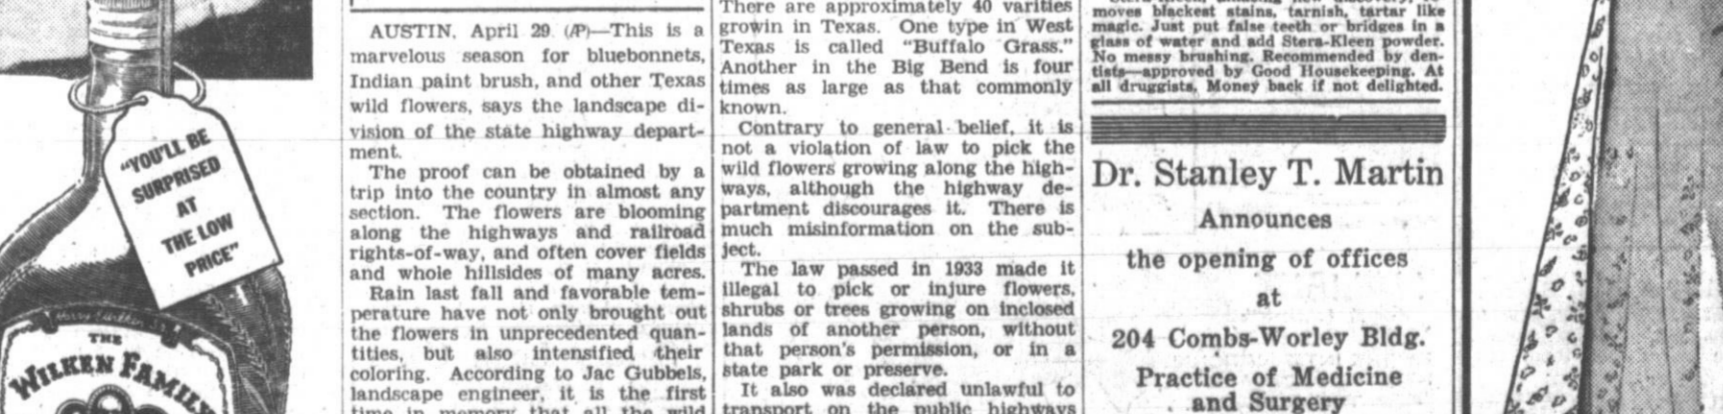 "YOU'LL BE
SURPRISED
AT
THE LOW
PRICE"
THE
WILKEN FAMILY
AUSTIN, April 29. (AP)—This is a
marvelous season for bluebonnets,
Indian paint brush, and other Texas
wild flowers, says the landscape di-
vision of the state highway depart-
ment.
The proof can be obtained by a
trip into the country in almost any
section. The flowers are blooming
along the highways and railroad
rights-of-way, and often cover fields
and whole hillsides of many acres.
Rain last fall and favorable tem-
perature have not only brought out
the flowers in unprecedented quan-
tities, but also intensified their
coloring. According to Jac Gubbels,
landscape engineer, it is the first
time in memory that all the wild
There are approximately 40 varities
growin in Texas. One type in West
Texas is called "Buffalo Grass."
Another in the Big Bend is four
times as large as that commonly
known.
Contrary to general belief, it is
not a violation of law to pick the
wild flowers growing along the high-
ways, although the highway de-
partment discourages it. There is
much misinformation on the sub-
ject.
The law passed in 1933 made it
illegal to pick or injure flowers,
shrubs or trees growing on inclosed
lands of another person, without
that person's permission, or in a
state park or preserve.
It also was declared unlawful to
transport on the public highways
moves blackest stains, tarnish, tartar like
magic. Just put false teeth or bridges in a
glass of water and add Stera-Kleen powder.
No messy brushing. Recommended by den-
tists—approved by Good Housekeeping. At
all druggists. Money back if not delighted.
Dr. Stanley T. Martin
Announces
the opening of offices
at
204 Combs-Worley Bldg.
Practice of Medicine
and Surgery